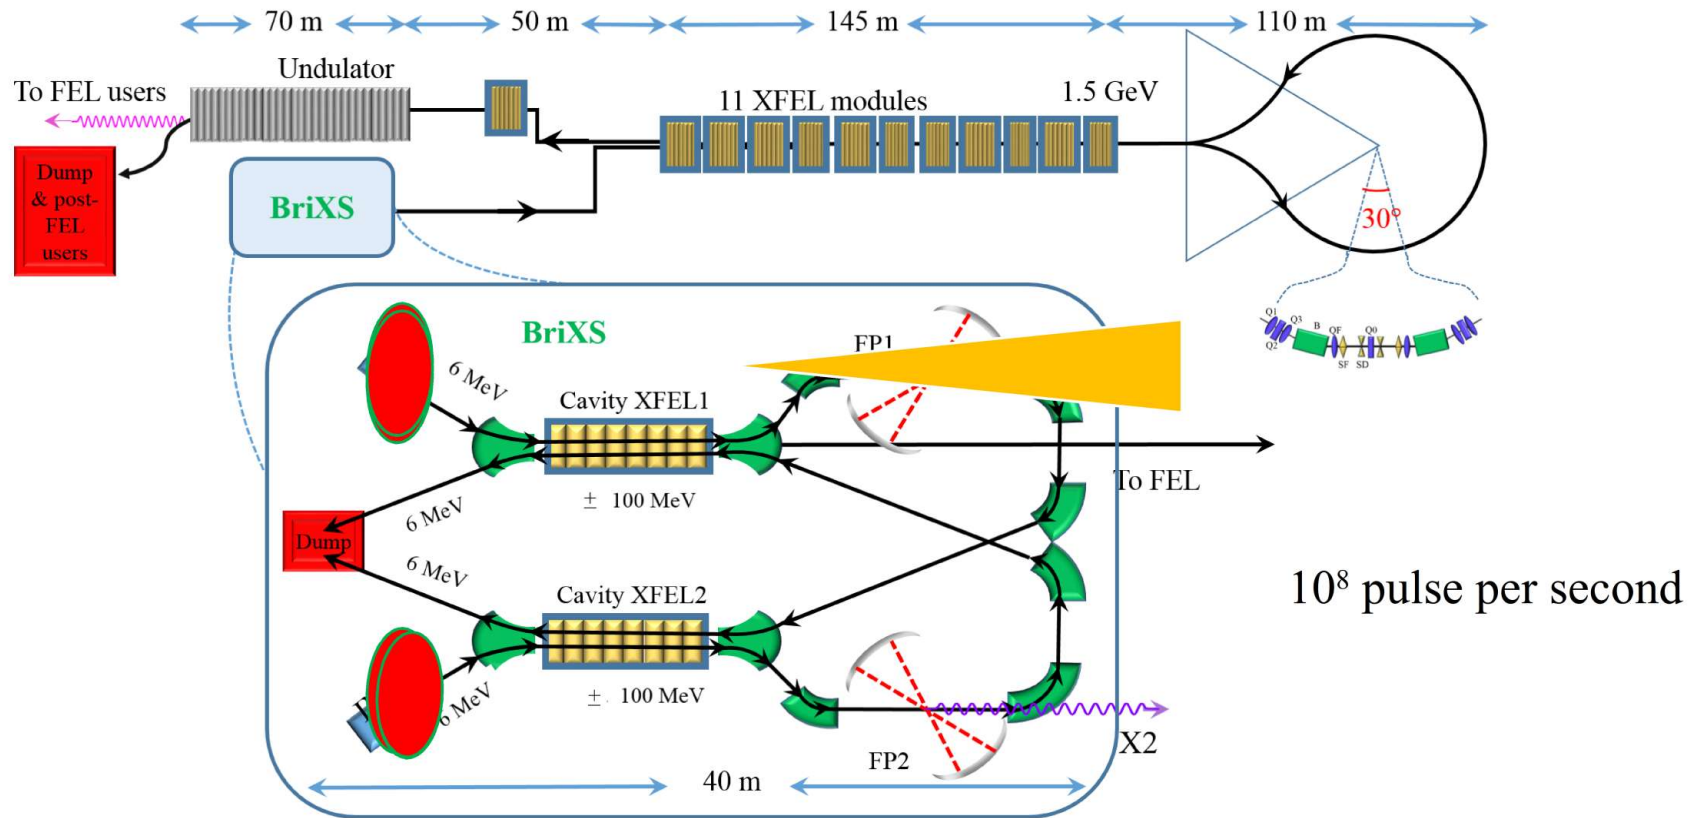 70 m
50 m
145 m
110 m
Undulator
To FEL users
11 XFEL modules
1.5 GeV
Dump
& post-
FEL
users
BriXS
30°
Q1
Q2
Q3
B
QF
SF
SD
Q0
BriXS
6 MeV
FP1
Cavity XFEL1
± 100 MeV
To FEL
6 MeV
Dump
6 MeV
Cavity XFEL2
± 100 MeV
6 MeV
10⁸ pulse per second
X2
FP2
40 m